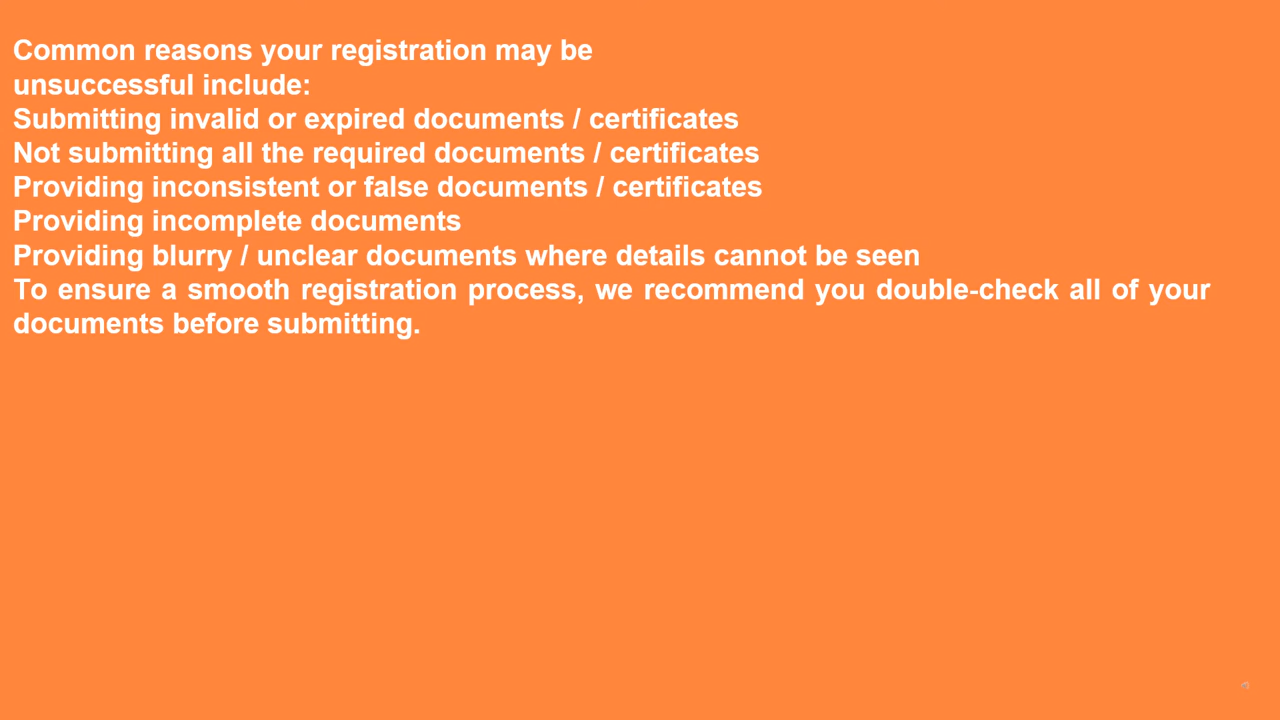 Common reasons your registration may be
unsuccessful include:
Submitting invalid or expired documents / certificates
Not submitting all the required documents / certificates
Providing inconsistent or false documents / certificates
Providing incomplete documents
Providing blurry / unclear documents where details cannot be seen
To ensure a smooth registration process, we recommend you double-check all of your
documents before submitting.